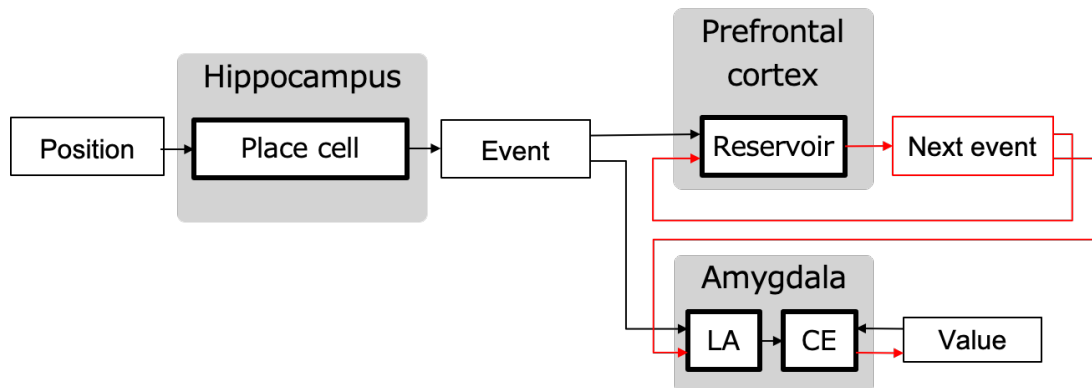 Hippocampus
Prefrontal
cortex
Position
Place cell
Event
Reservoir
Next event
Amygdala
LA
CE
Value